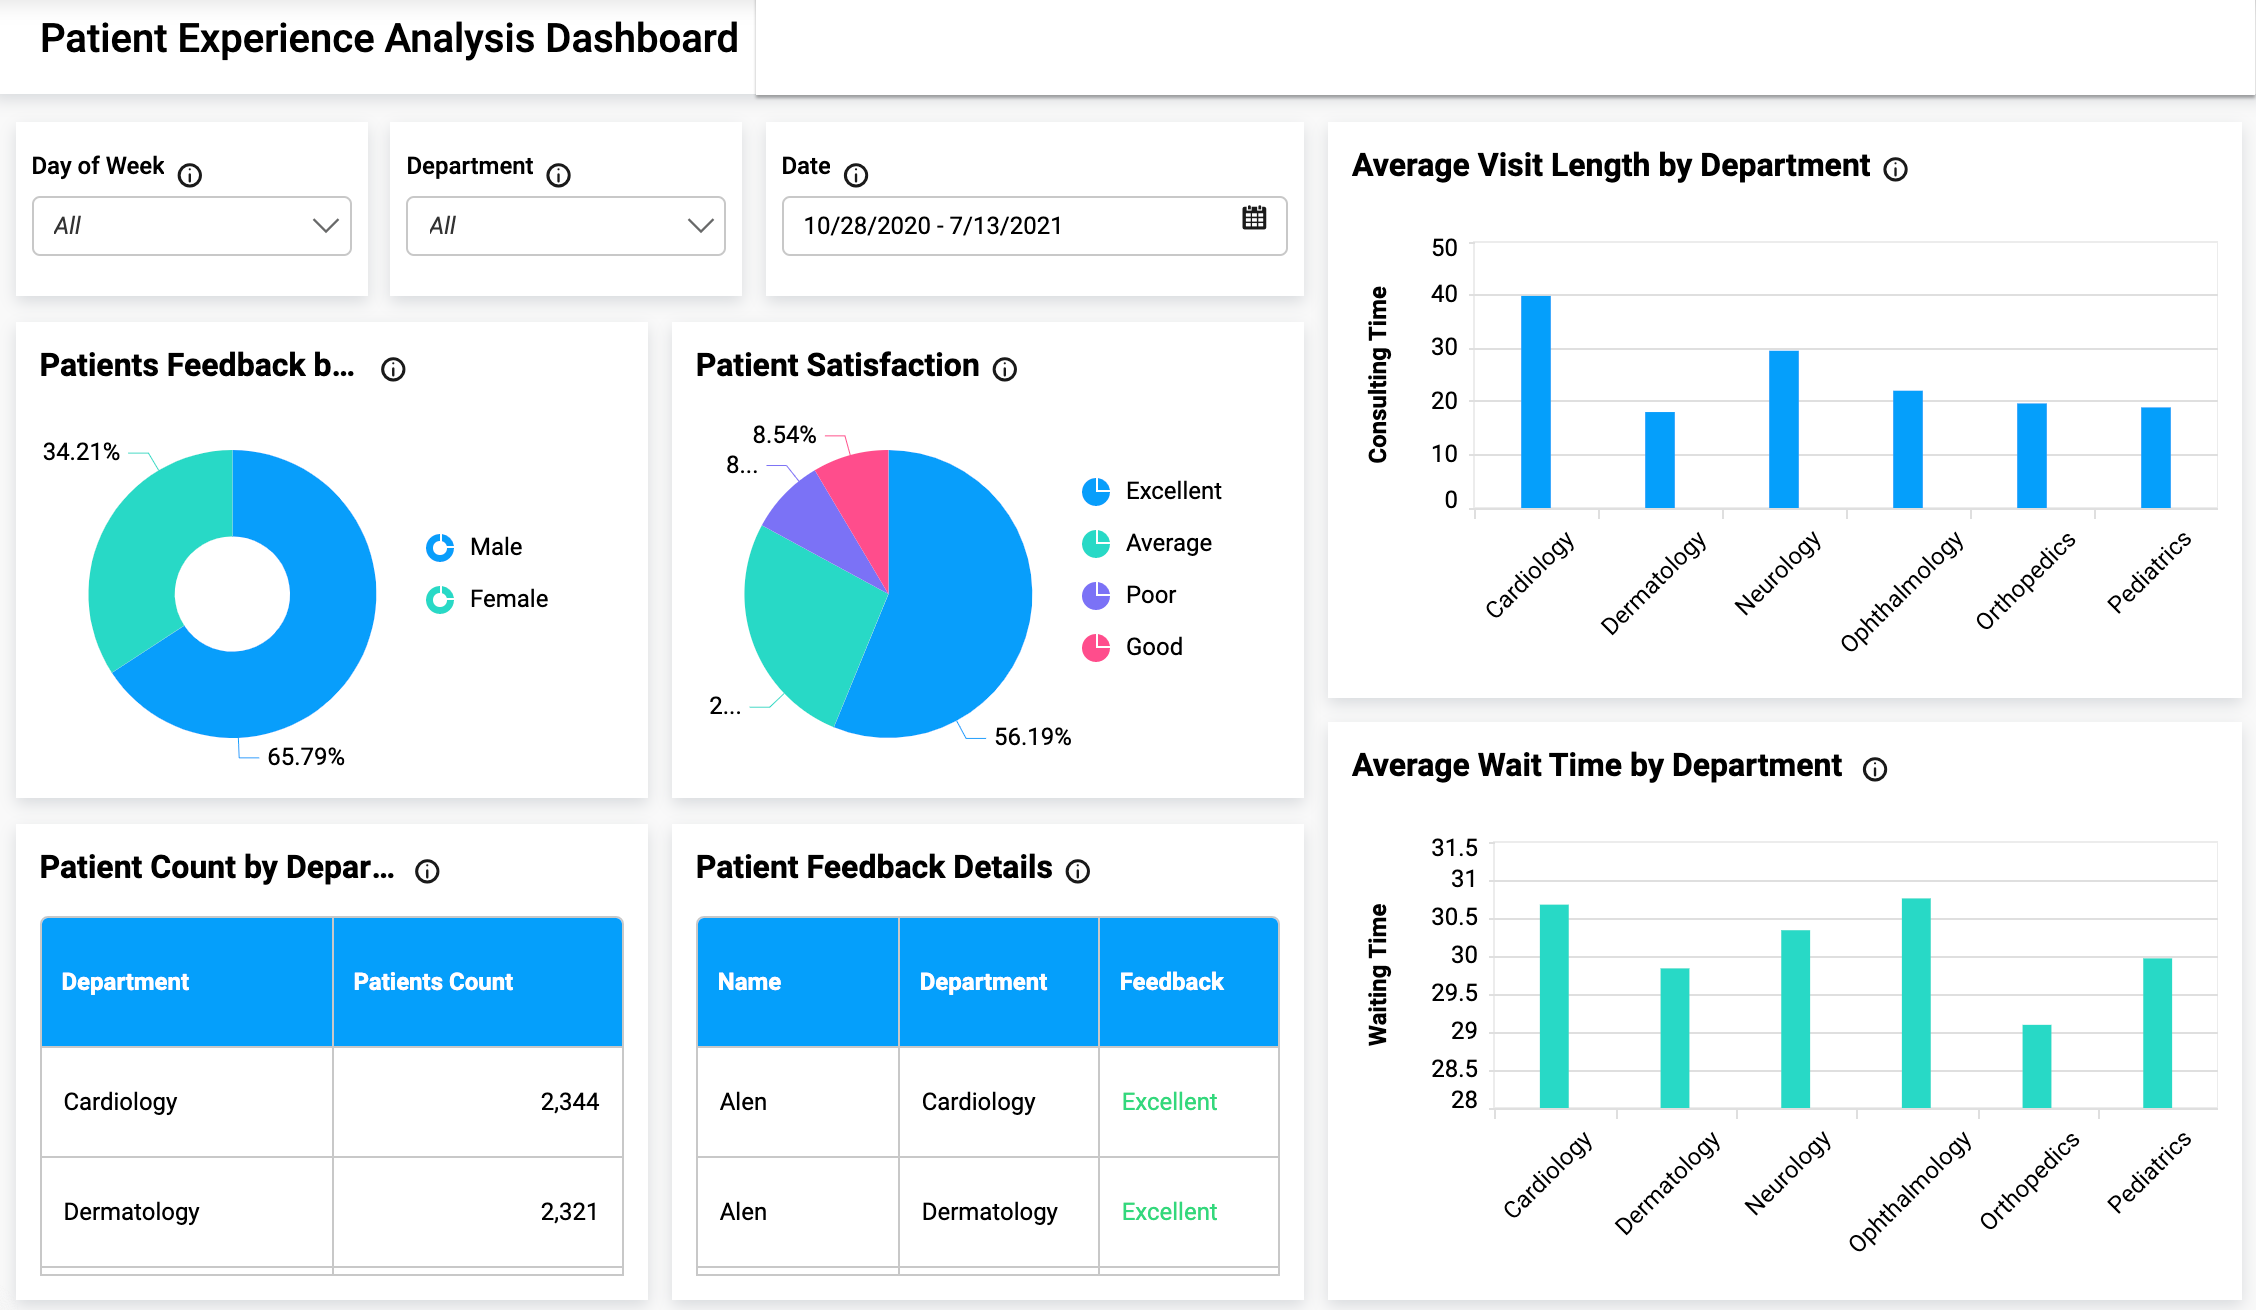 Patient Experience Analysis Dashboard
Day of Week
All
Department
All
Date
10/28/2020 - 7/13/2021
Patients Feedback b...
34.21%
65.79%
Male
Female
Patient Satisfaction
8.54%
8...
2...
56.19%
Excellent
Average
Poor
Good
Patient Count by Depar...
Department Patients Count
Cardiology 2,344
Dermatology 2,321
Patient Feedback Details
Name Department Feedback
Alen Cardiology Excellent
Alen Dermatology Excellent
Average Visit Length by Department
Consulting Time
50
40
30
20
10
0
Cardiology
Dermatology
Neurology
Ophthalmology
Orthopedics
Pediatrics
Average Wait Time by Department
Waiting Time
31.5
31
30.5
30
29.5
29
28.5
28
Cardiology
Dermatology
Neurology
Ophthalmology
Orthopedics
Pediatrics